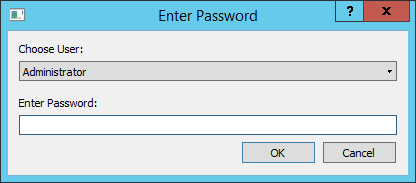 Enter Password
?
x
Choose User:
Administrator
Enter Password:
OK
Cancel